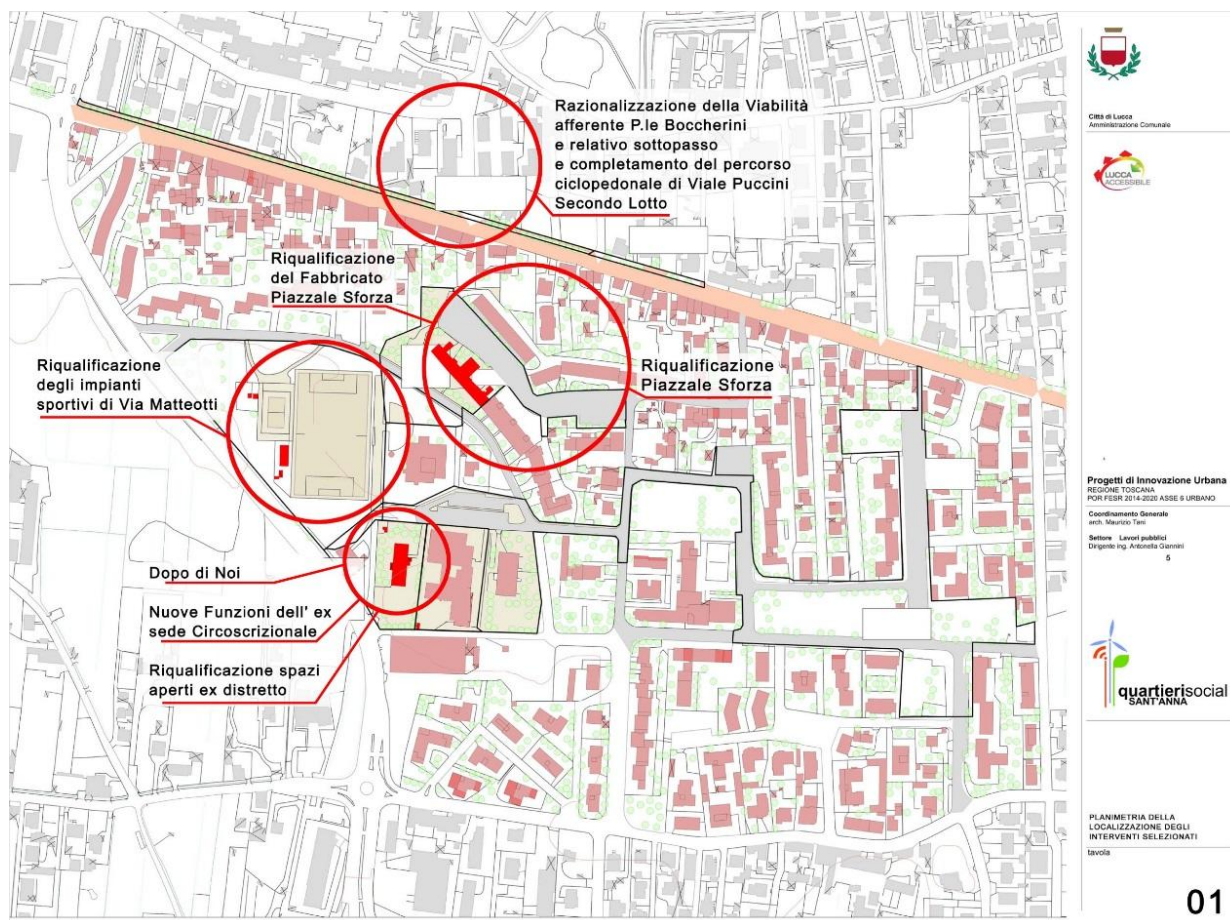 Razionalizzazione della Viabilità
afferente P.le Boccherini
e relativo sottopasso
e completamento del percorso
ciclopedonale di Viale Puccini
Secondo Lotto
Riqualificazione
del Fabbricato
Piazzale Sforza
Riqualificazione
degli impianti
sportivi di Via Matteotti
Riqualificazione
Piazzale Sforza
Dopo di Noi
Nuove Funzioni dell' ex
sede Circoscrizionale
Riqualificazione spazi
aperti ex distretto
Città di Lucca
Amministrazione Comunale
LUCCA
ACCESSIBILE
Progetti di Innovazione Urbana
REGIONE TOSCANA
POR FESR 2014-2020 ASSE 6 URBANO
Coordinamento Generale
arch. Maurizio Tani
Settore Lavori pubblici
Dirigente ing. Antonella Giannini
5
quartierisocial
SANT'ANNA
PLANIMETRIA DELLA
LOCALIZZAZIONE DEGLI
INTERVENTI SELEZIONATI
tavola
01